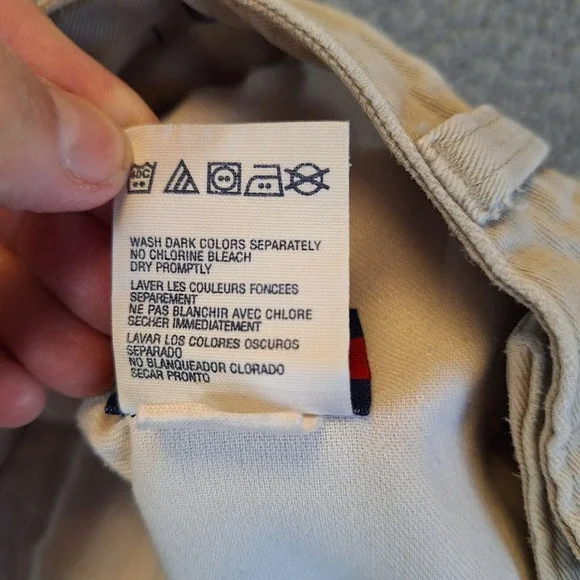 40C
WASH DARK COLORS SEPARATELY
NO CHLORINE BLEACH
DRY PROMPTLY
LAVER LES COULEURS FONCEES
SEPAREMENT
NE PAS BLANCHIR AVEC CHLORE
SECHER IMMEDIATEMENT
LAVAR LOS COLORES OSCUROS
SEPARADO
NO BLANQUEADOR CLORADO
SECAR PRONTO